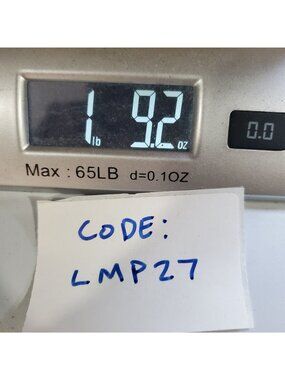 1 lb 9.2 oz
0.0
Max : 65LB d=0.1OZ
CODE:
LMP27